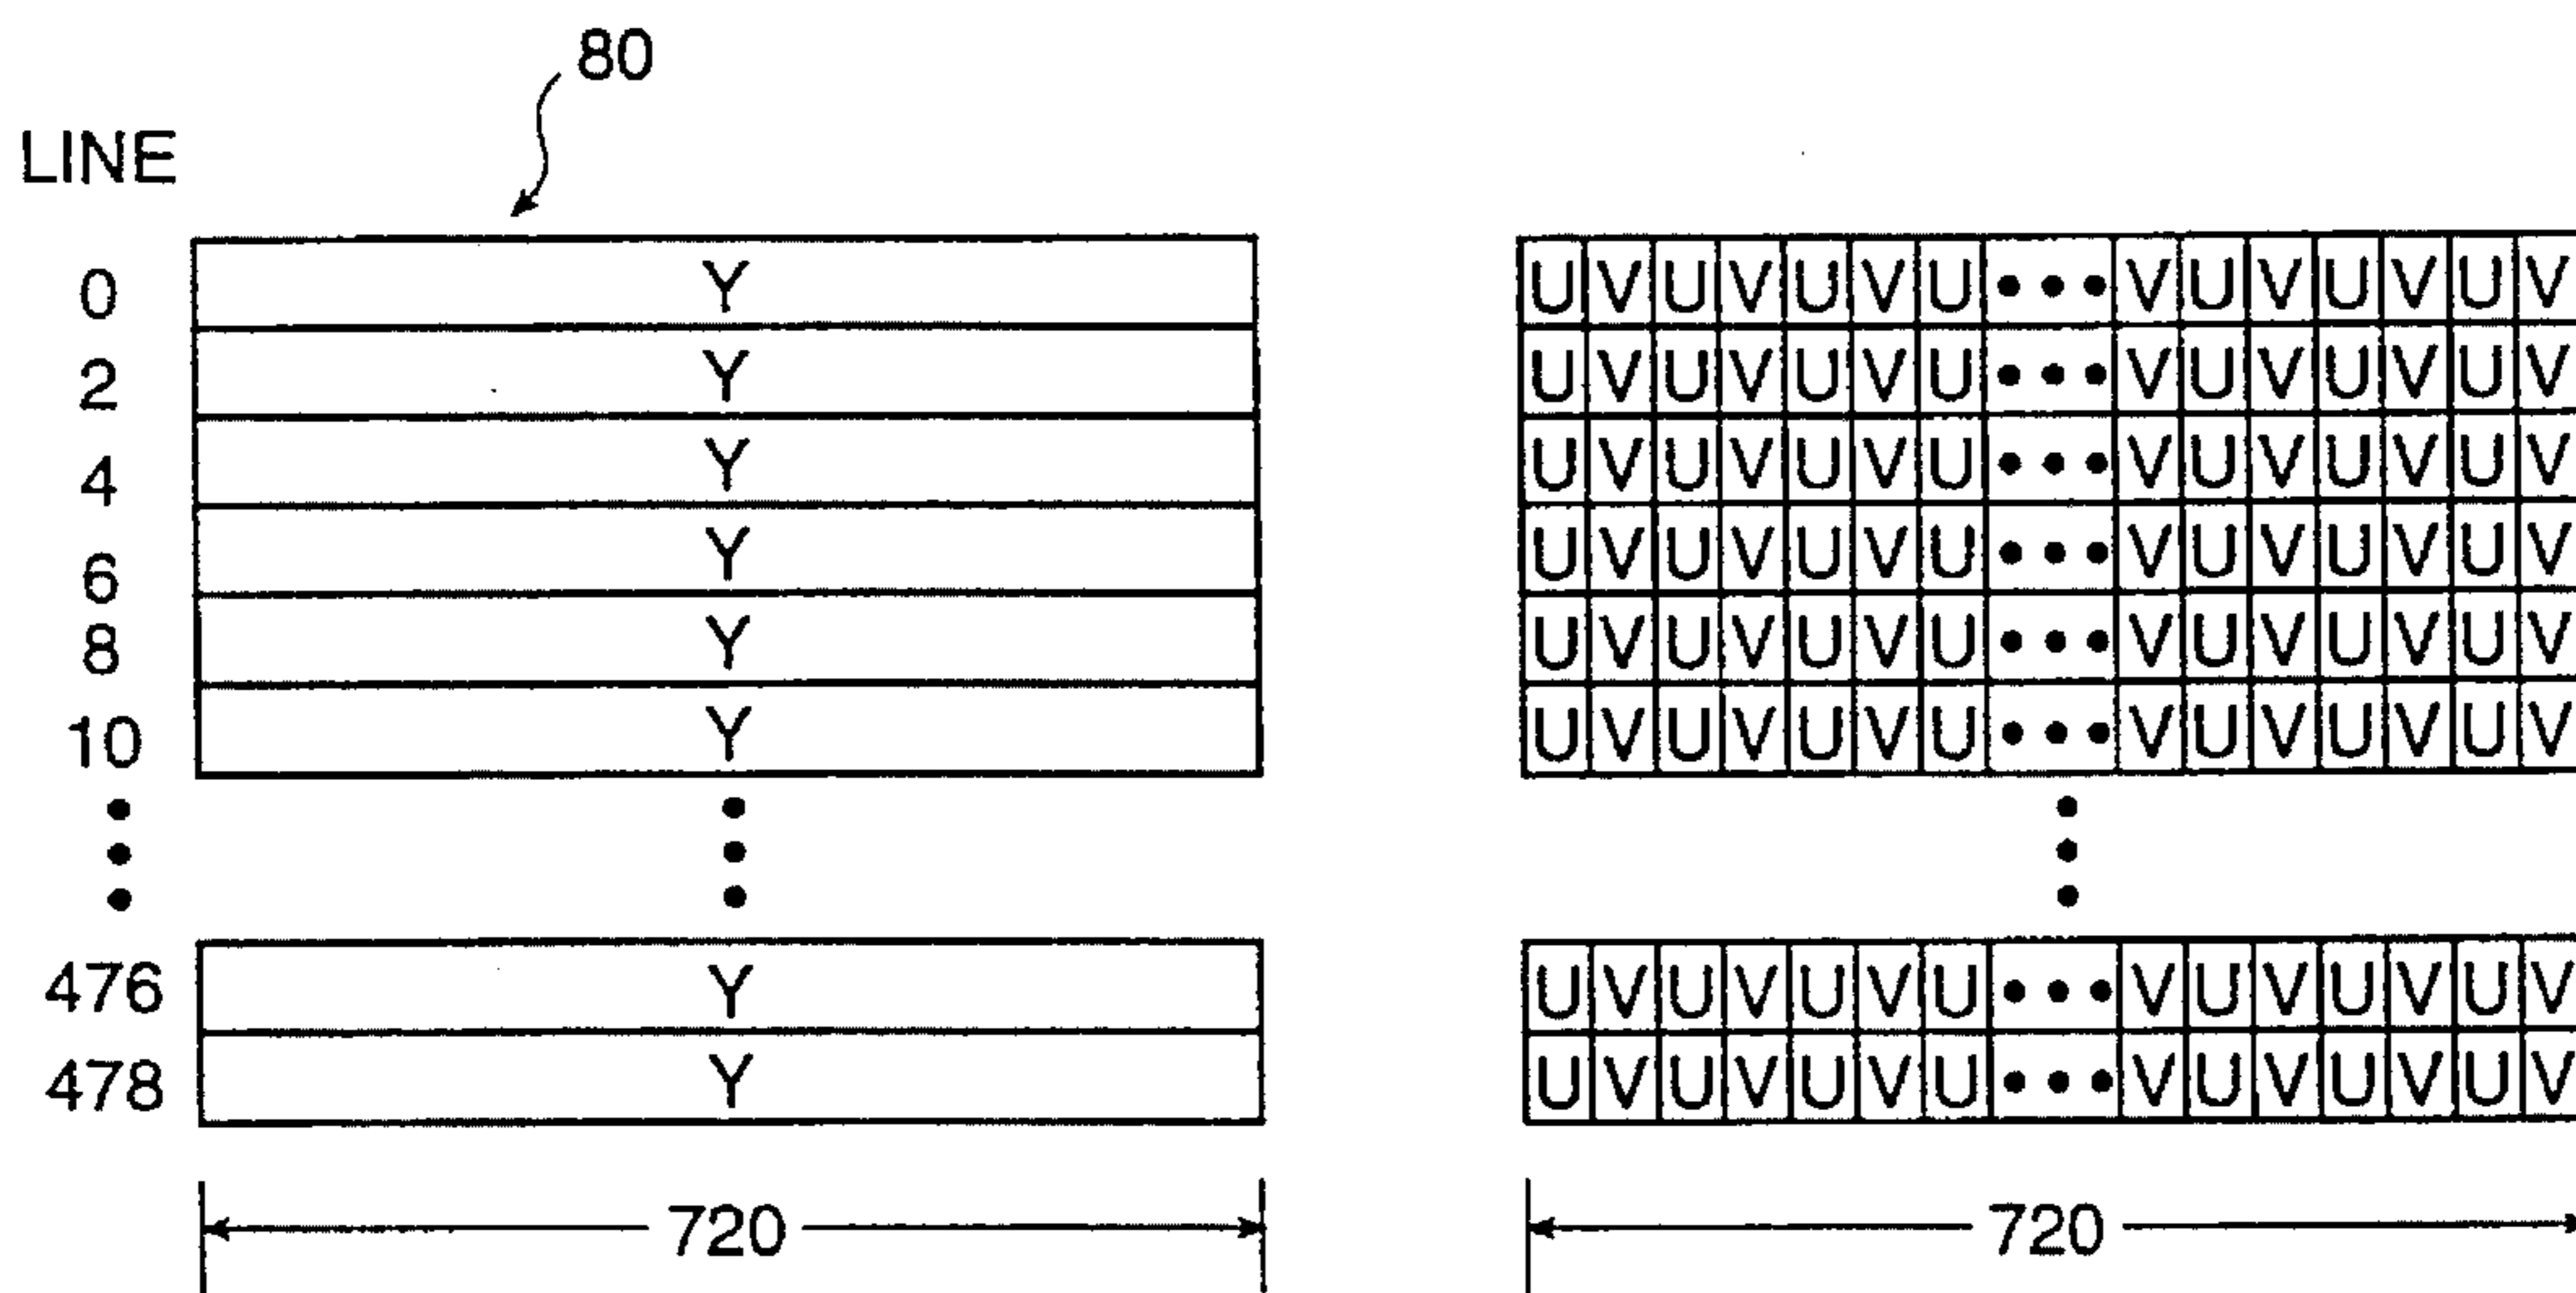 80
LINE
0 Y U V U V U V U ••• V U V U V U V
2 Y U V U V U V U ••• V U V U V U V
4 Y U V U V U V U ••• V U V U V U V
6 Y U V U V U V U ••• V U V U V U V
8 Y U V U V U V U ••• V U V U V U V
10 Y U V U V U V U ••• V U V U V U V
476 Y U V U V U V U ••• V U V U V U V
478 Y U V U V U V U ••• V U V U V U V
720 720